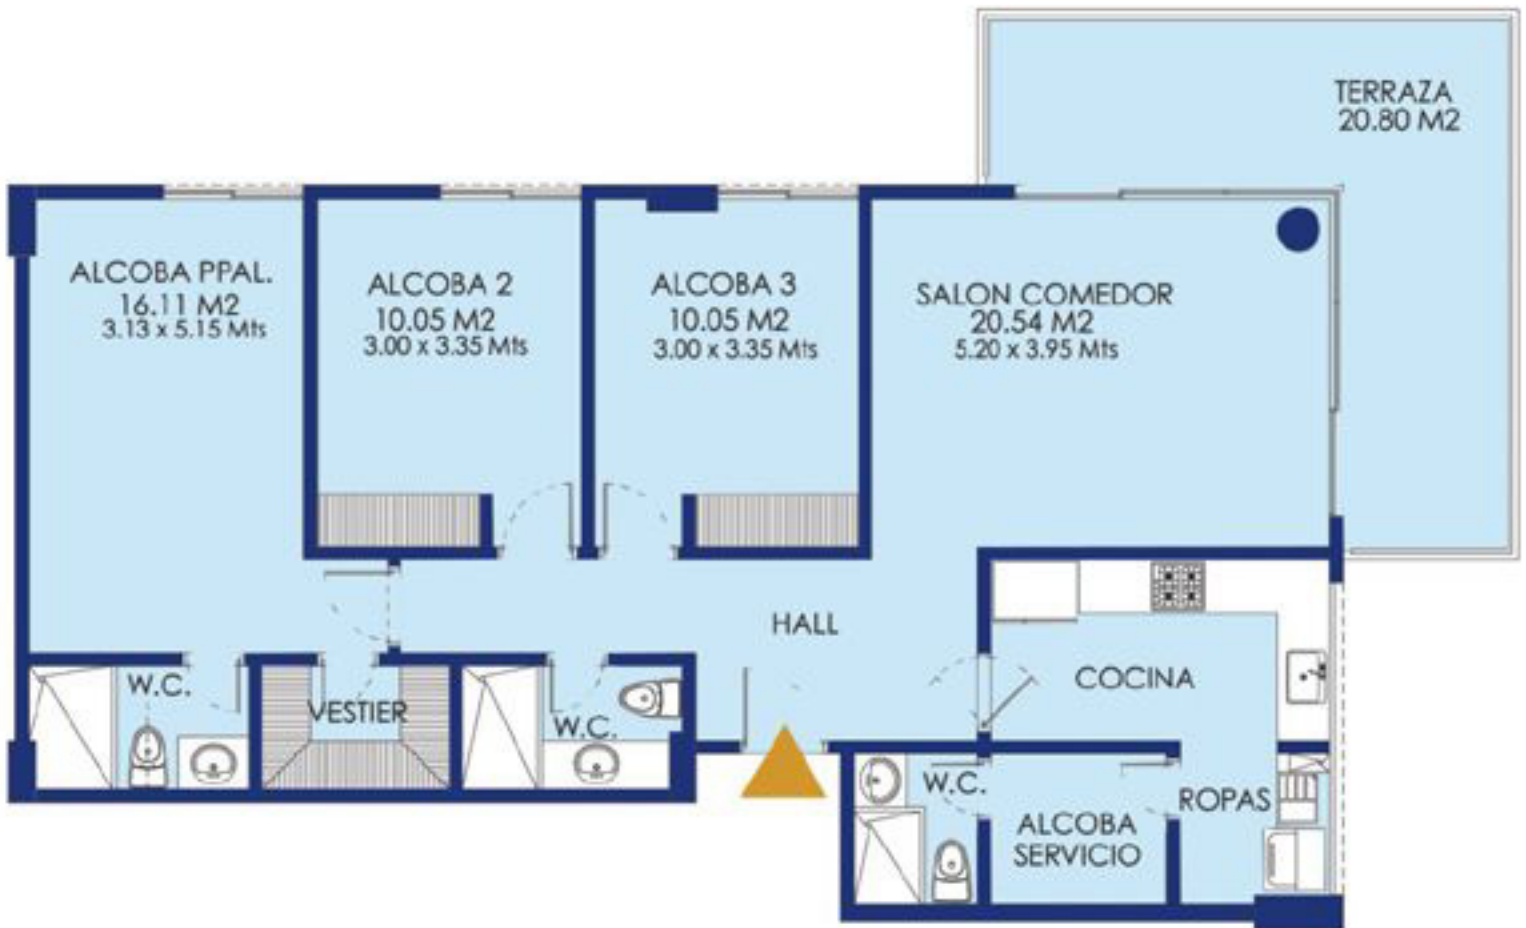 TERRAZA
20.80 M2
ALCOBA PPAL.
16.11 M2
3.13 x 5.15 Mts
ALCOBA 2
10.05 M2
3.00 x 3.35 Mts
ALCOBA 3
10.05 M2
3.00 x 3.35 Mts
SALON COMEDOR
20.54 M2
5.20 x 3.95 Mts
HALL
COCINA
W.C.
VESTIER
W.C.
W.C.
ALCOBA
SERVICIO
ROPAS